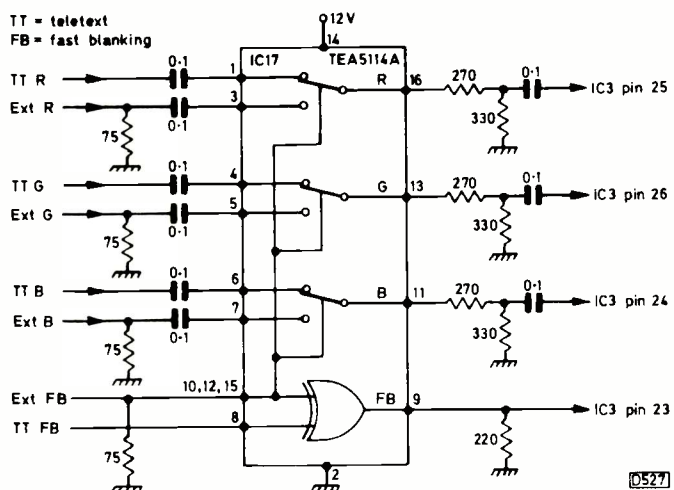 TT = teletext
FB = fast blanking
12V
14
IC17 TEA5114A
TT R 0·1 1 R 16 270 0·1 IC3 pin 25
Ext R 0·1 3 330
75
TT G 0·1 4 G 13 270 0·1 IC3 pin 26
Ext G 0·1 5 330
75
TT B 0·1 6 B 11 270 0·1 IC3 pin 24
Ext B 0·1 7 330
75
Ext FB 10,12,15 FB 9 IC3 pin 23
TT FB 8
75 220
2
D527